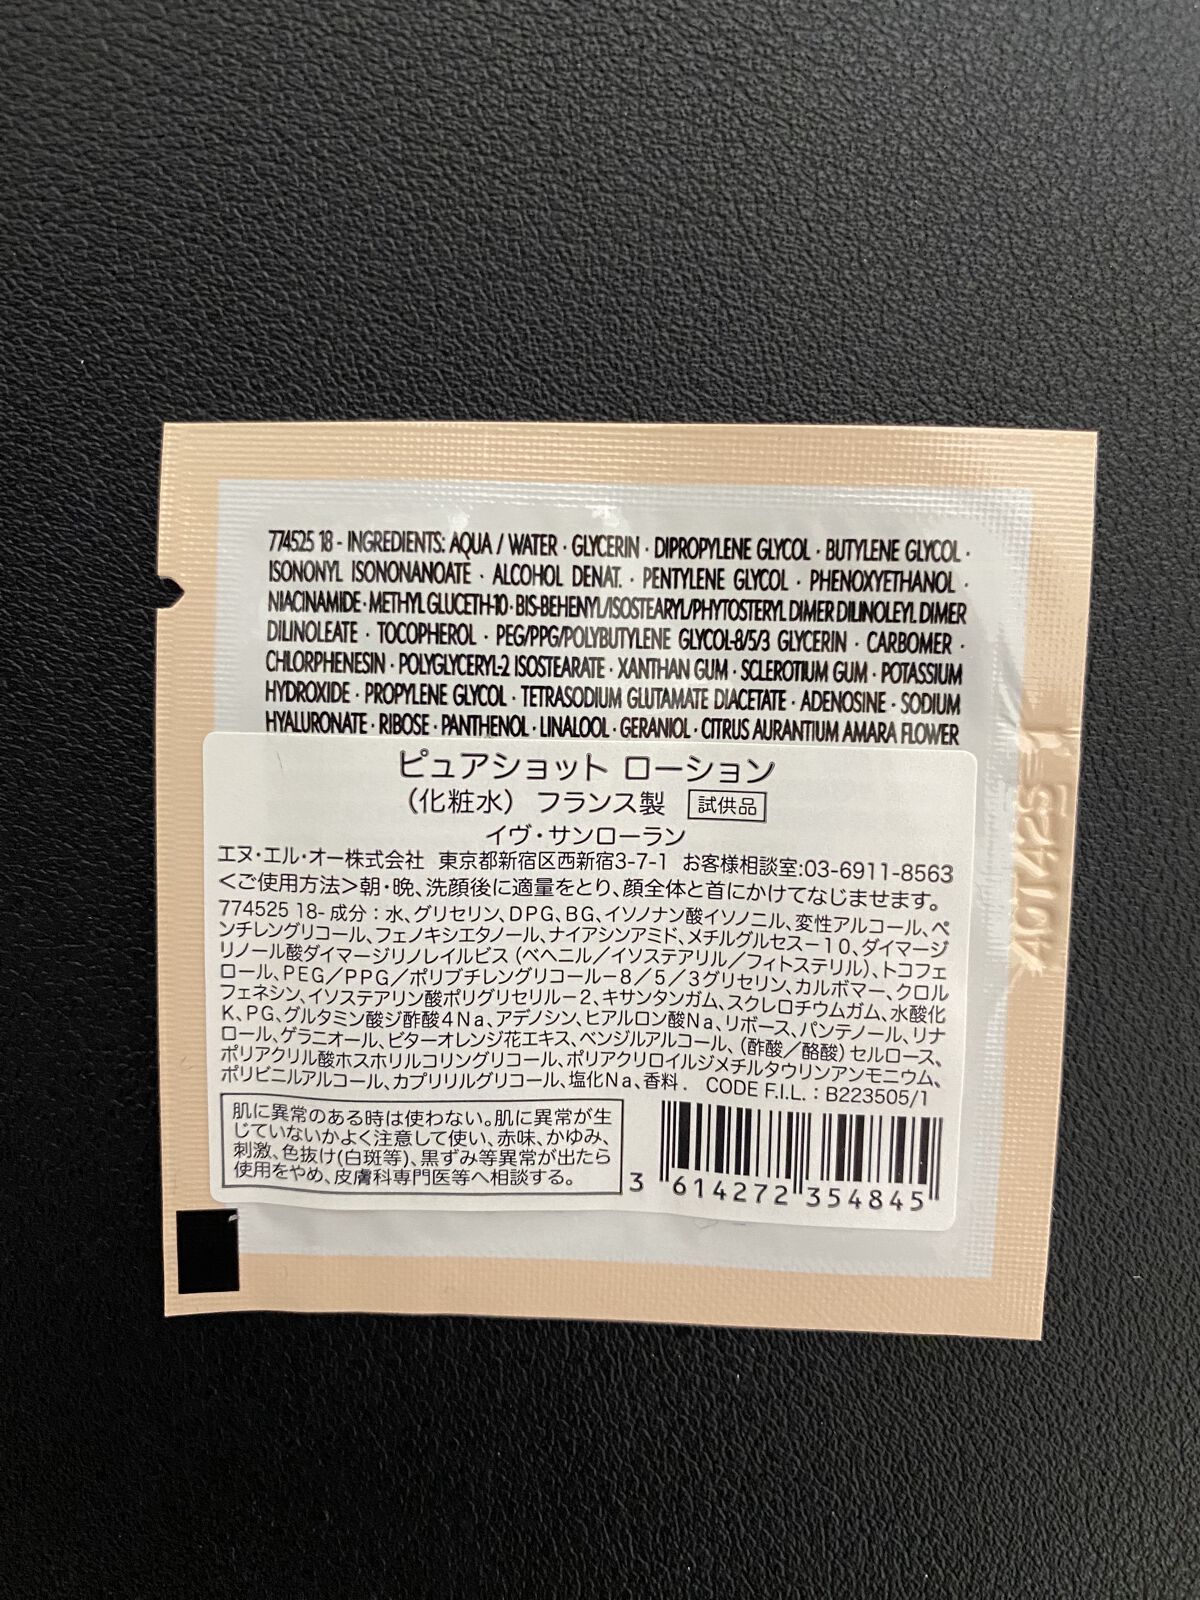 774525 18 - INGREDIENTS: AQUA / WATER · GLYCERIN · DIPROPYLENE GLYCOL · BUTYLENE GLYCOL ·
ISONONYL ISONONANOATE · ALCOHOL DENAT. · PENTYLENE GLYCOL · PHENOXYETHANOL ·
NIACINAMIDE · METHYL GLUCETH-10 · BIS-BEHENYL/ISOSTEARYL/PHYTOSTERYL DIMER DILINOLEYL DIMER
DILINOLEATE · TOCOPHEROL · PEG/PPG/POLYBUTYLENE GLYCOL-8/5/3 GLYCERIN · CARBOMER ·
CHLORPHENESIN · POLYGLYCERYL-2 ISOSTEARATE · XANTHAN GUM · SCLEROTIUM GUM · POTASSIUM
HYDROXIDE · PROPYLENE GLYCOL · TETRASODIUM GLUTAMATE DIACETATE · ADENOSINE · SODIUM
HYALURONATE · RIBOSE · PANTHENOL · LINALOOL · GERANIOL · CITRUS AURANTIUM AMARA FLOWER
ピュアショット ローション
（化粧水） フランス製 試供品
イヴ・サンローラン
エヌ・エル・オー株式会社 東京都新宿区西新宿3-7-1 お客様相談室:03-6911-8563
＜ご使用方法＞朝・晩、洗顔後に適量をとり、顔全体と首にかけてなじませます。
774525 18- 成分：水、グリセリン、DPG、BG、イソノナン酸イソノニル、変性アルコール、ペ
ンチレングリコール、フェノキシエタノール、ナイアシンアミド、メチルグルセス－10、ダイマージ
リノール酸ダイマージリノレイルビス（ベヘニル／イソステアリル／フィトステリル）、トコフェ
ロール、PEG／PPG／ポリブチレングリコール－8／5／3グリセリン、カルボマー、クロル
フェネシン、イソステアリン酸ポリグリセリル－2、キサンタンガム、スクレロチウムガム、水酸化
K、PG、グルタミン酸ジ酢酸4Na、アデノシン、ヒアルロン酸Na、リボース、パンテノール、リナ
ロール、ゲラニオール、ビターオレンジ花エキス、ベンジルアルコール、（酢酸／酪酸）セルロース、
ポリアクリル酸ホスホリルコリングリコール、ポリアクリロイルジメチルタウリンアンモニウム、
ポリビニルアルコール、カプリリルグリコール、塩化Na、香料． CODE F.I.L.：B223505/1
肌に異常のある時は使わない。肌に異常が生
じていないかよく注意して使い、赤味、かゆみ、
刺激、色抜け(白斑等)、黒ずみ等異常が出たら
使用をやめ、皮膚科専門医等へ相談する。
3 614272 354845